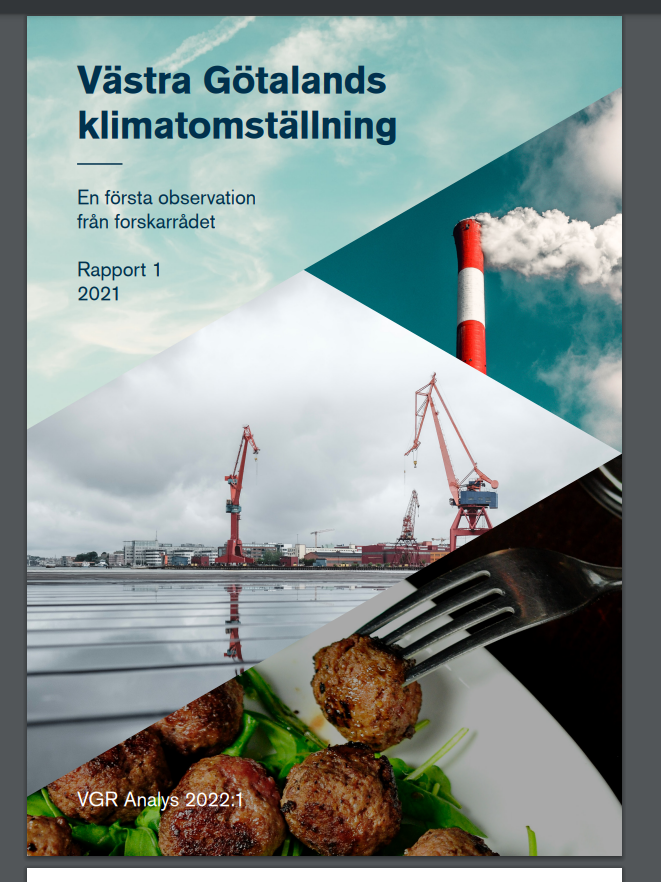 Västra Götalands
klimatomställning
En första observation
från forskarrådet
Rapport 1
2021
VGR Analys 2022:1